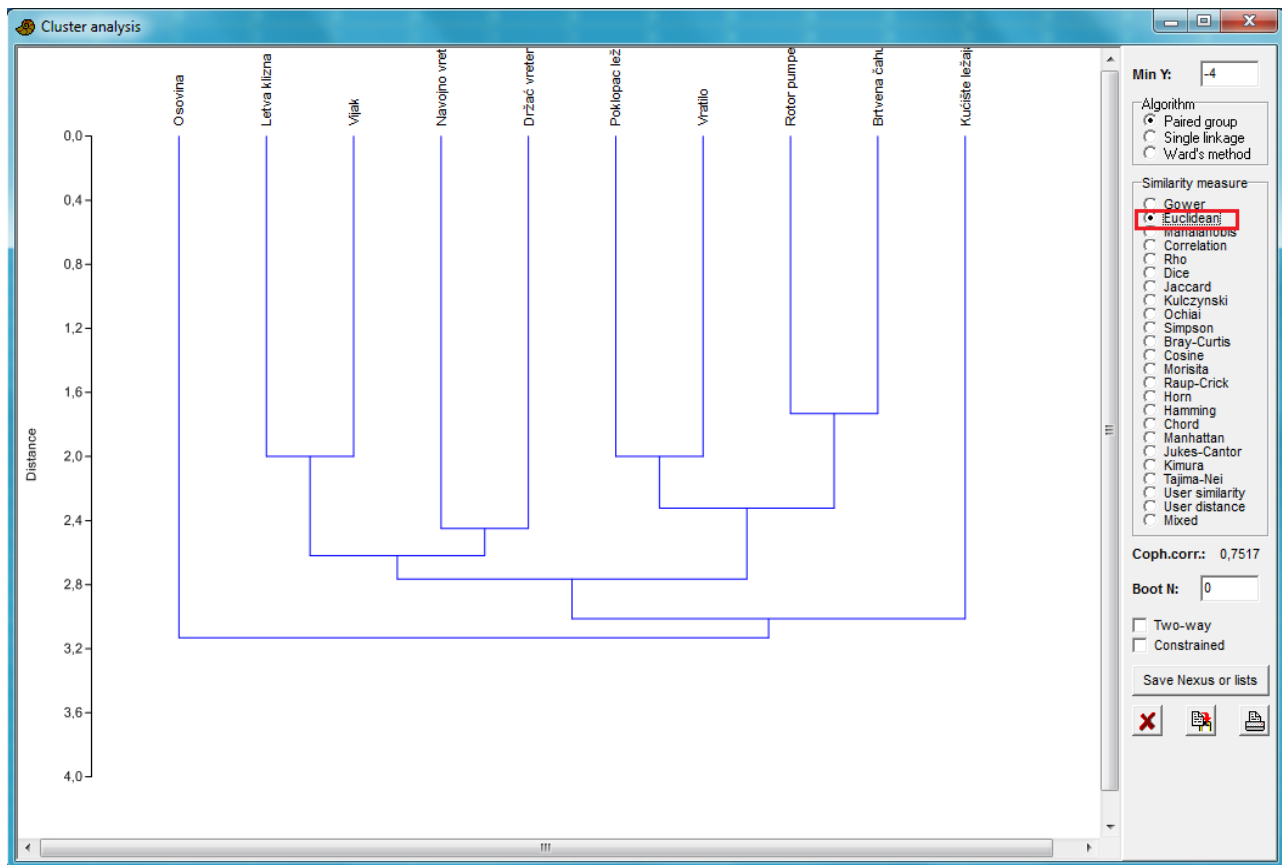 Cluster analysis
Osovina
Letva klizna
Vijak
Navojno vret
Držač vreten
Poklopac lež
Vratilo
Rotor pumpe
Brtvena čahu
Kućište ležaj
0,0
0,4
0,8
1,2
1,6
2,0
2,4
2,8
3,2
3,6
4,0
Distance
Min Y: -4
Algorithm
Paired group
Single linkage
Ward's method
Similarity measure
Gower
Euclidean
Mahalanobis
Correlation
Rho
Dice
Jaccard
Kulczynski
Ochiai
Simpson
Bray-Curtis
Cosine
Morisita
Raup-Crick
Horn
Hamming
Chord
Manhattan
Jukes-Cantor
Kimura
Tajima-Nei
User similarity
User distance
Mixed
Coph.corr.: 0,7517
Boot N: 0
Two-way
Constrained
Save Nexus or lists